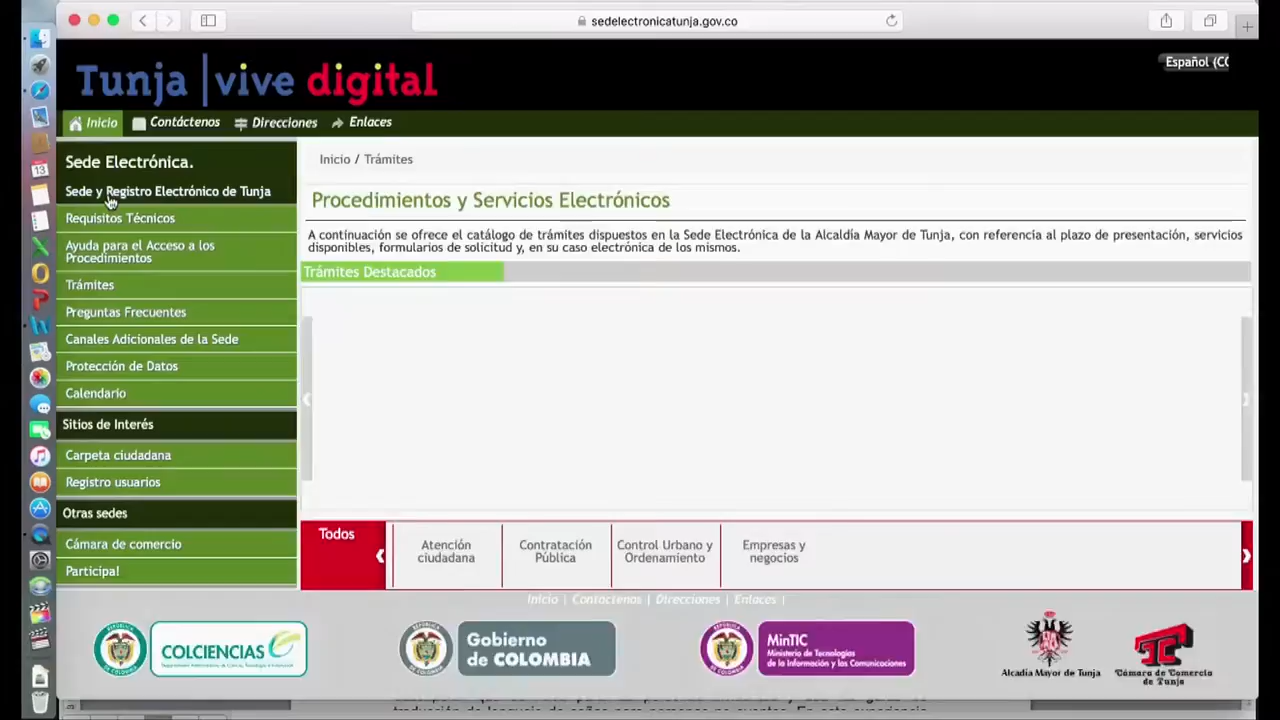 sedelectronicatunja.gov.co
Tunja | vive digital
Español (CO
Inicio
Contáctenos
Direcciones
Enlaces
Sede Electrónica.
Sede y Registro Electrónico de Tunja
Requisitos Técnicos
Ayuda para el Acceso a los
Procedimientos
Trámites
Preguntas Frecuentes
Canales Adicionales de la Sede
Protección de Datos
Calendario
Sitios de Interés
Carpeta ciudadana
Registro usuarios
Otras sedes
Cámara de comercio
Participa!
Inicio / Trámites
Procedimientos y Servicios Electrónicos
A continuación se ofrece el catálogo de trámites dispuestos en la Sede Electrónica de la Alcaldía Mayor de Tunja, con referencia al plazo de presentación, servicios
disponibles, formularios de solicitud y, en su caso electrónica de los mismos.
Trámites Destacados
Todos
Atención
ciudadana
Contratación
Pública
Control Urbano y
Ordenamiento
Empresas y
negocios
Inicio | Contáctenos | Direcciones | Enlaces |
COLCIENCIAS
Gobierno
de COLOMBIA
MinTIC
Ministerio de Tecnologías
de la Información y las Comunicaciones
Alcaldía Mayor de Tunja
Cámara de Comercio
de Tunja
13